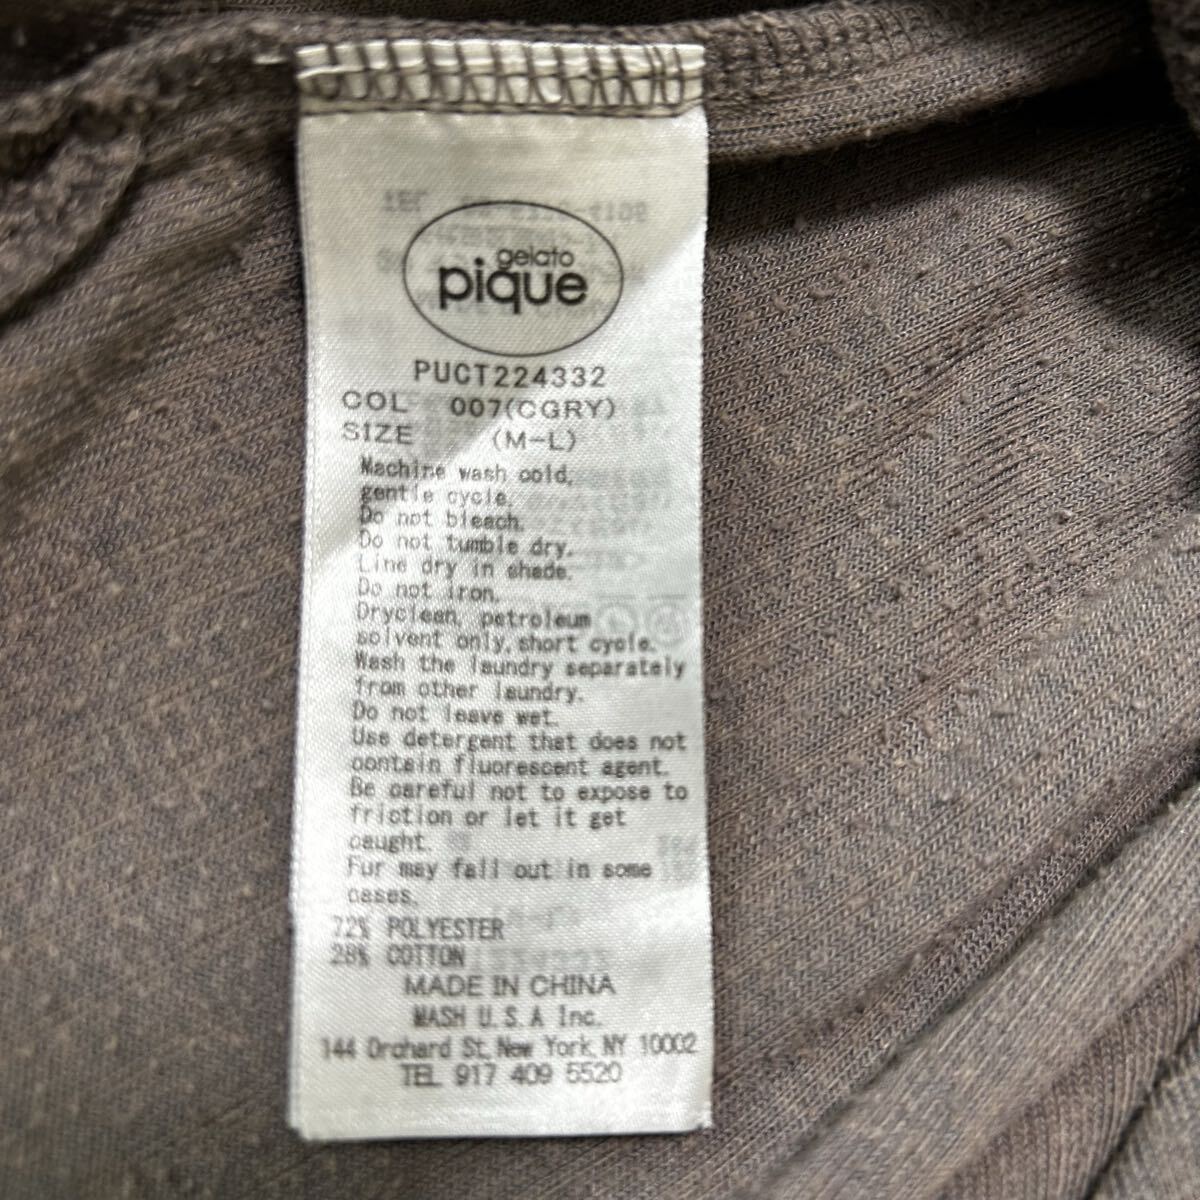 gelato
pique
PUCT224332
COL 007(CGRY)
SIZE (M-L)
Machine wash cold,
gentle cycle.
Do not bleach.
Do not tumble dry.
Line dry in shade.
Do not iron.
Dryclean, petroleum
solvent only, short cycle.
Wash the laundry separately
from other laundry.
Do not leave wet.
Use detergent that does not
contain fluorescent agent.
Be careful not to expose to
friction or let it get
caught.
Fur may fall out in some
cases.
72% POLYESTER
28% COTTON
MADE IN CHINA
MASH U.S.A Inc.
144 Orchard St, New York, NY 10002
TEL 917 409 5520